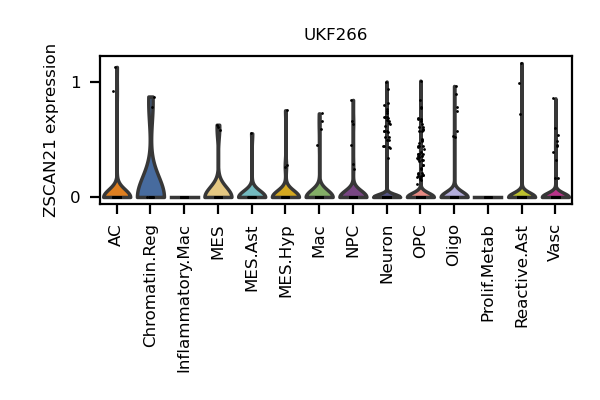 UKF266
ZSCAN21 expression
1
0
AC
Chromatin.Reg
Inflammatory.Mac
MES
MES.Ast
MES.Hyp
Mac
NPC
Neuron
OPC
Oligo
Prolif.Metab
Reactive.Ast
Vasc